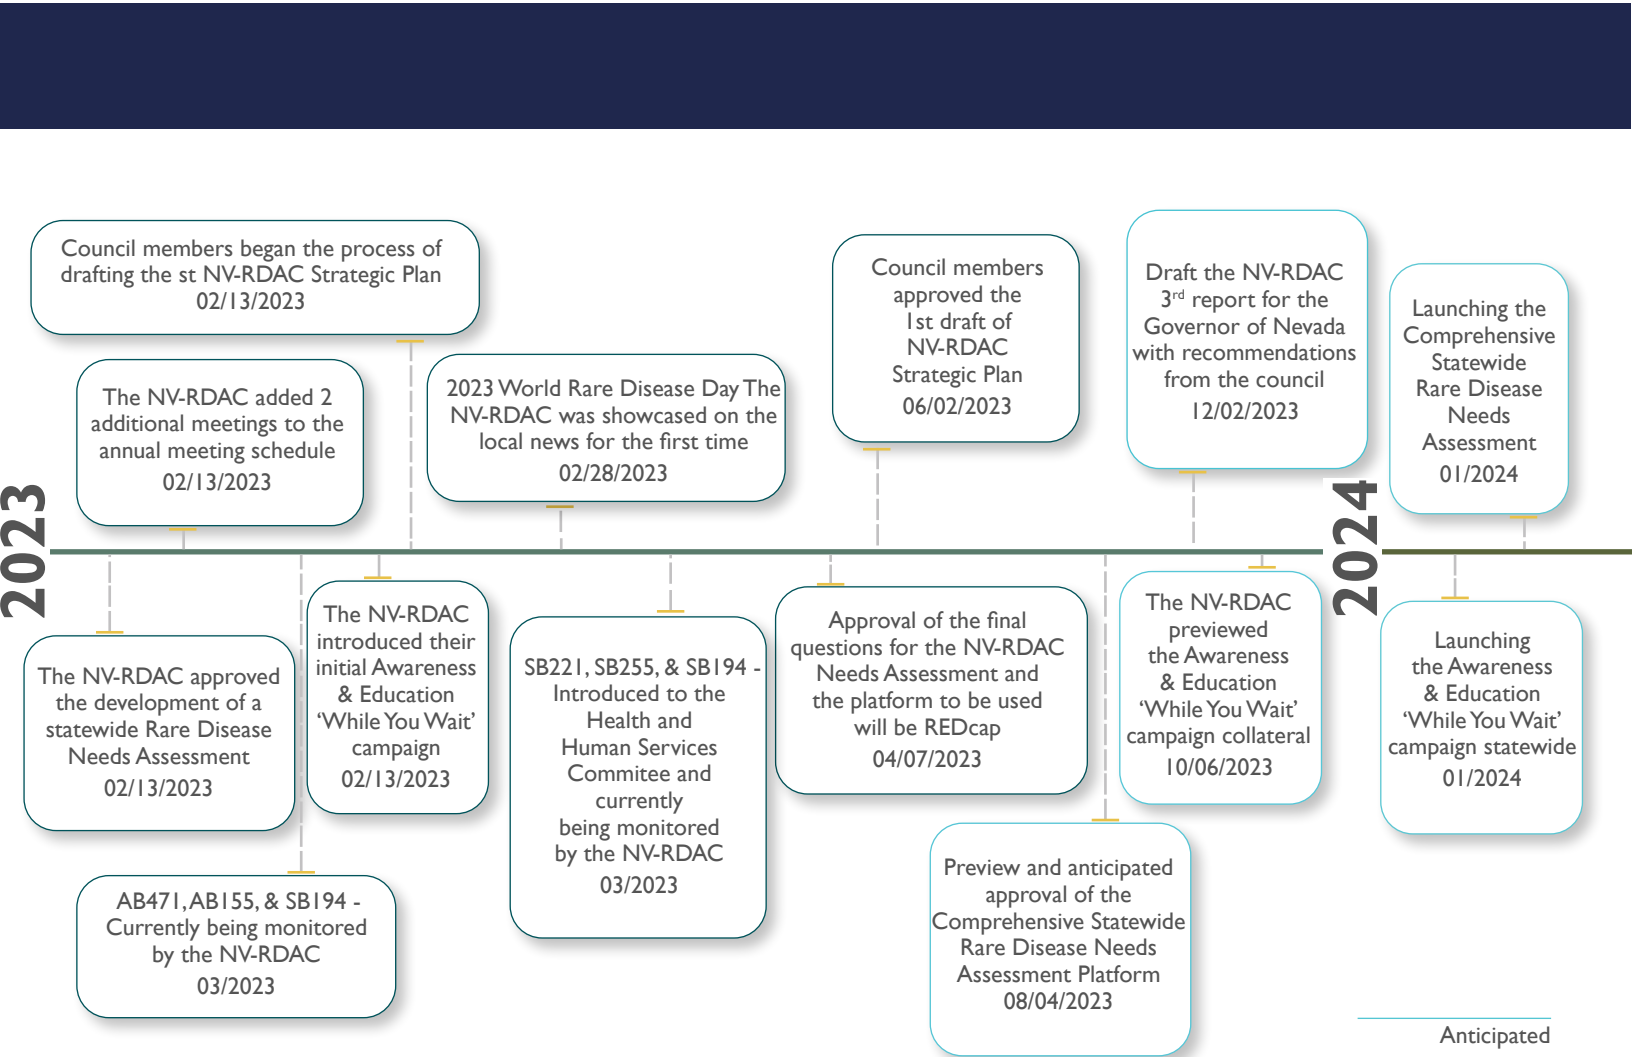 Council members began the process of
drafting the st NV-RDAC Strategic Plan
02/13/2023
The NV-RDAC added 2
additional meetings to the
annual meeting schedule
02/13/2023
2023 World Rare Disease Day The
NV-RDAC was showcased on the
local news for the first time
02/28/2023
Council members
approved the
1st draft of
NV-RDAC
Strategic Plan
06/02/2023
Draft the NV-RDAC
3rd report for the
Governor of Nevada
with recommendations
from the council
12/02/2023
Launching the
Comprehensive
Statewide
Rare Disease
Needs
Assessment
01/2024
2023
2024
The NV-RDAC approved
the development of a
statewide Rare Disease
Needs Assessment
02/13/2023
AB471, AB155, & SB194 -
Currently being monitored
by the NV-RDAC
03/2023
The NV-RDAC
introduced their
initial Awareness
& Education
‘While You Wait’
campaign
02/13/2023
SB221, SB255, & SB194 -
Introduced to the
Health and
Human Services
Commitee and
currently
being monitored
by the NV-RDAC
03/2023
Approval of the final
questions for the NV-RDAC
Needs Assessment and
the platform to be used
will be REDcap
04/07/2023
Preview and anticipated
approval of the
Comprehensive Statewide
Rare Disease Needs
Assessment Platform
08/04/2023
The NV-RDAC
previewed
the Awareness
& Education
‘While You Wait’
campaign collateral
10/06/2023
Launching
the Awareness
& Education
‘While You Wait’
campaign statewide
01/2024
Anticipated